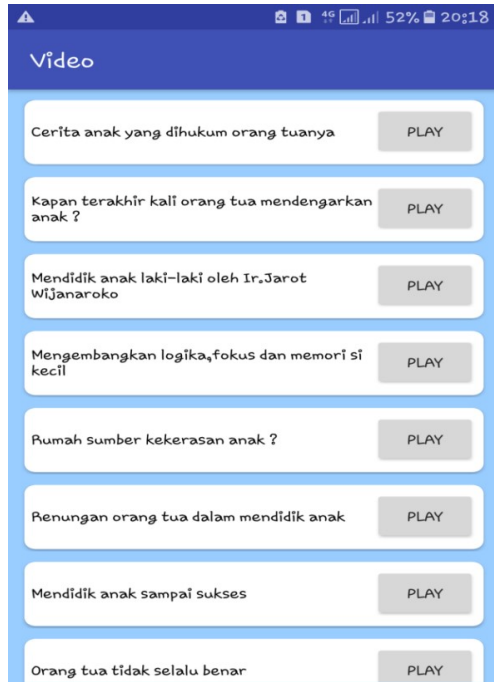 4G 52% 20:18
Video
Cerita anak yang dihukum orang tuanya PLAY
Kapan terakhir kali orang tua mendengarkan
anak ? PLAY
Mendidik anak laki-laki oleh Ir.Jarot
Wijanaroko PLAY
Mengembangkan logika,fokus dan memori si
kecil PLAY
Rumah sumber kekerasan anak ? PLAY
Renungan orang tua dalam mendidik anak PLAY
Mendidik anak sampai sukses PLAY
Orang tua tidak selalu benar PLAY